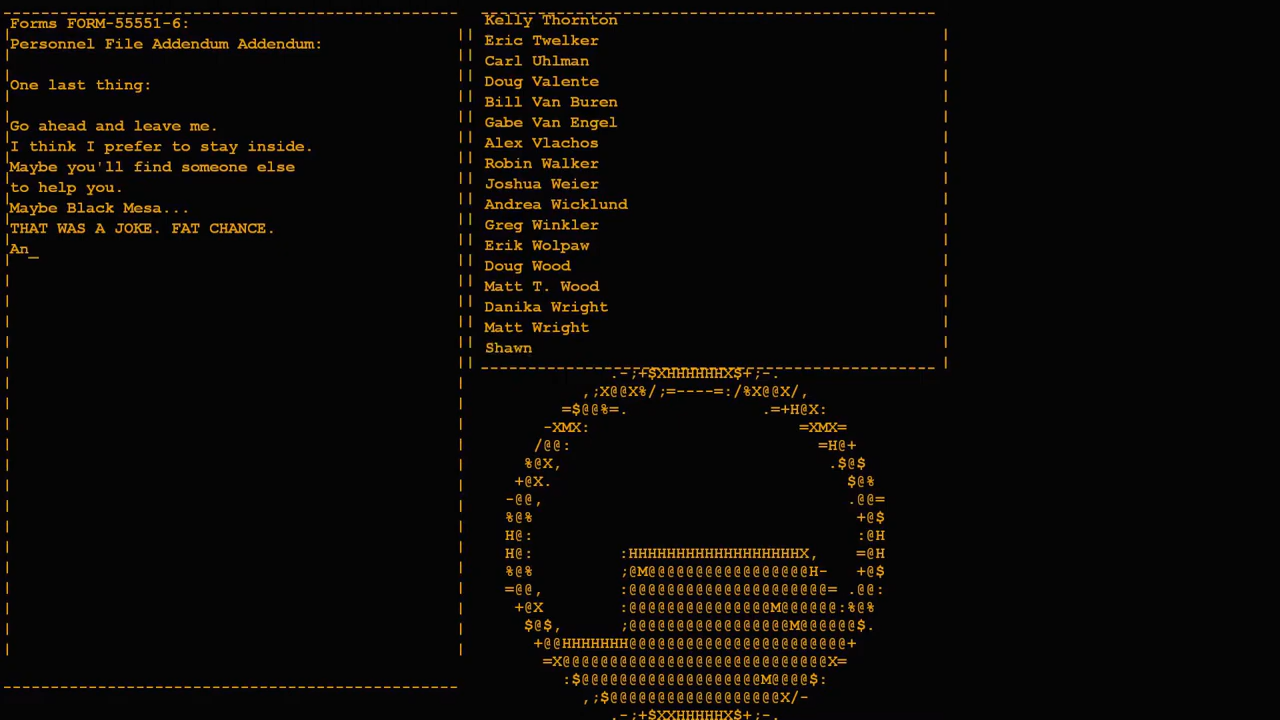 Forms FORM-55551-6:
Personnel File Addendum Addendum:
One last thing:
Go ahead and leave me.
I think I prefer to stay inside.
Maybe you'll find someone else
to help you.
Maybe Black Mesa...
THAT WAS A JOKE. FAT CHANCE.
An_
Kelly Thornton
Eric Twelker
Carl Uhlman
Doug Valente
Bill Van Buren
Gabe Van Engel
Alex Vlachos
Robin Walker
Joshua Weier
Andrea Wicklund
Greg Winkler
Erik Wolpaw
Doug Wood
Matt T. Wood
Danika Wright
Matt Wright
Shawn